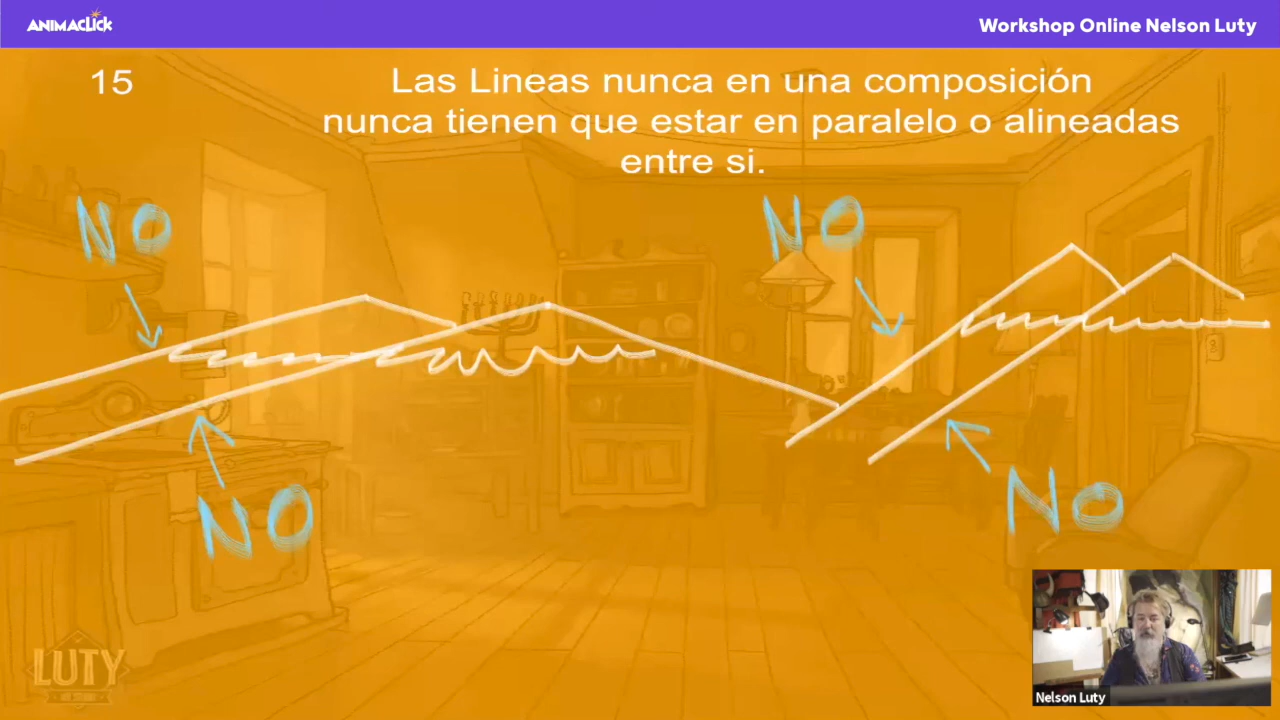 ANIMACLICK
Workshop Online Nelson Luty
15
Las Lineas nunca en una composición
nunca tienen que estar en paralelo o alineadas
entre si.
NO
NO
NO
NO
LUTY
Nelson Luty